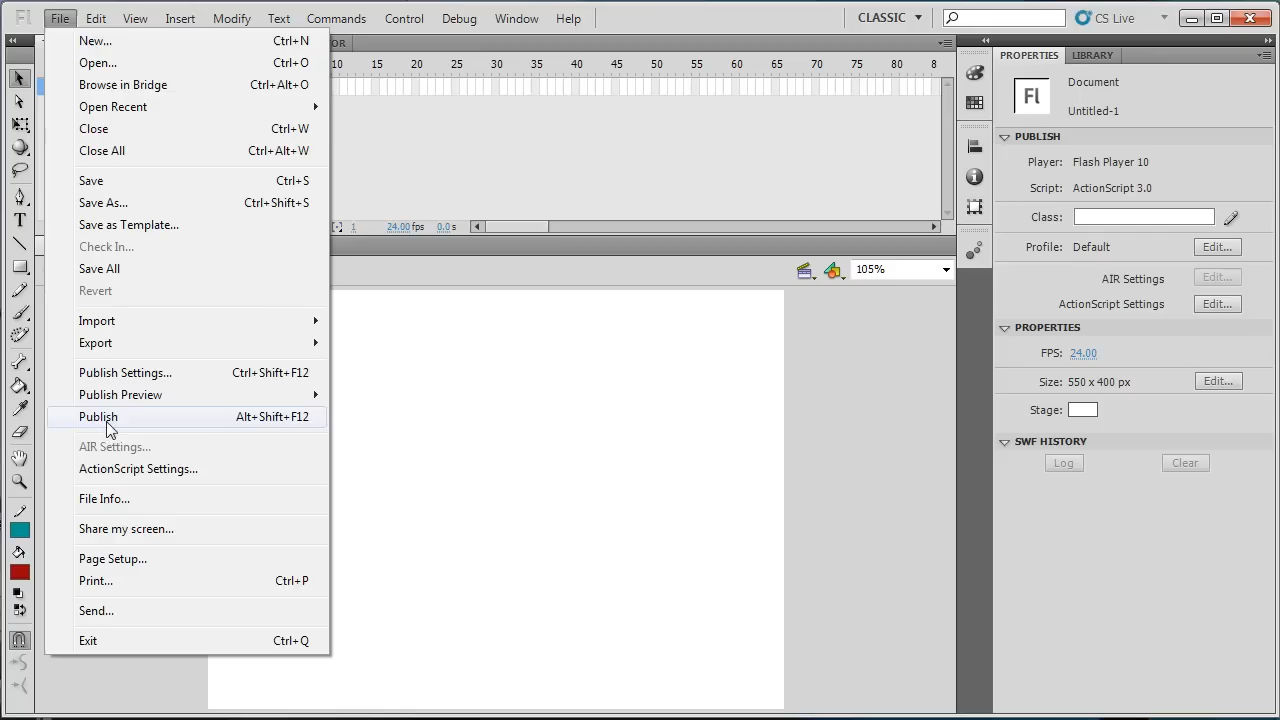 Fl File Edit View Insert Modify Text Commands Control Debug Window Help CLASSIC CS Live
New... Ctrl+N
Open... Ctrl+O
Browse in Bridge Ctrl+Alt+O
Open Recent
Close Ctrl+W
Close All Ctrl+Alt+W
Save Ctrl+S
Save As... Ctrl+Shift+S
Save as Template...
Check In...
Save All
Revert
Import
Export
Publish Settings... Ctrl+Shift+F12
Publish Preview
Publish Alt+Shift+F12
AIR Settings...
ActionScript Settings...
File Info...
Share my screen...
Page Setup...
Print... Ctrl+P
Send...
Exit Ctrl+Q
OR
10 15 20 25 30 35 40 45 50 55 60 65 70 75 80 8
1 24.00 fps 0.0 s
105%
T
PROPERTIES LIBRARY
Fl
Document
Untitled-1
PUBLISH
Player: Flash Player 10
Script: ActionScript 3.0
Class:
Profile: Default Edit...
AIR Settings Edit...
ActionScript Settings Edit...
PROPERTIES
FPS: 24.00
Size: 550 x 400 px Edit...
Stage:
SWF HISTORY
Log Clear